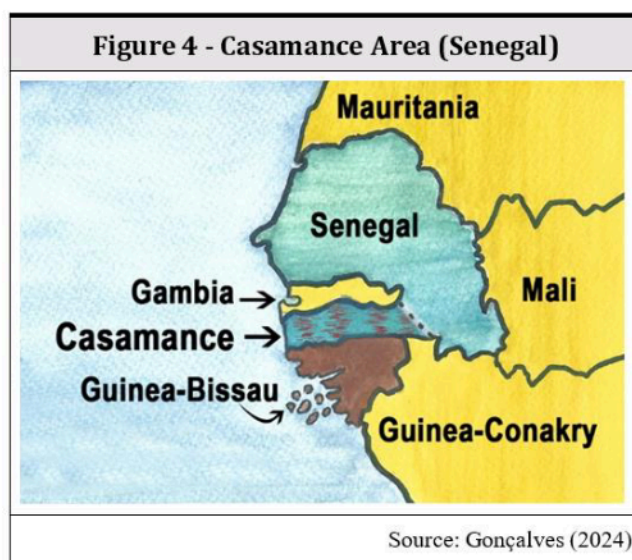 Figure 4 - Casamance Area (Senegal)
Mauritania
Senegal
Gambia
Mali
Casamance
Guinea-Bissau
Guinea-Conakry
Source: Gonçalves (2024)